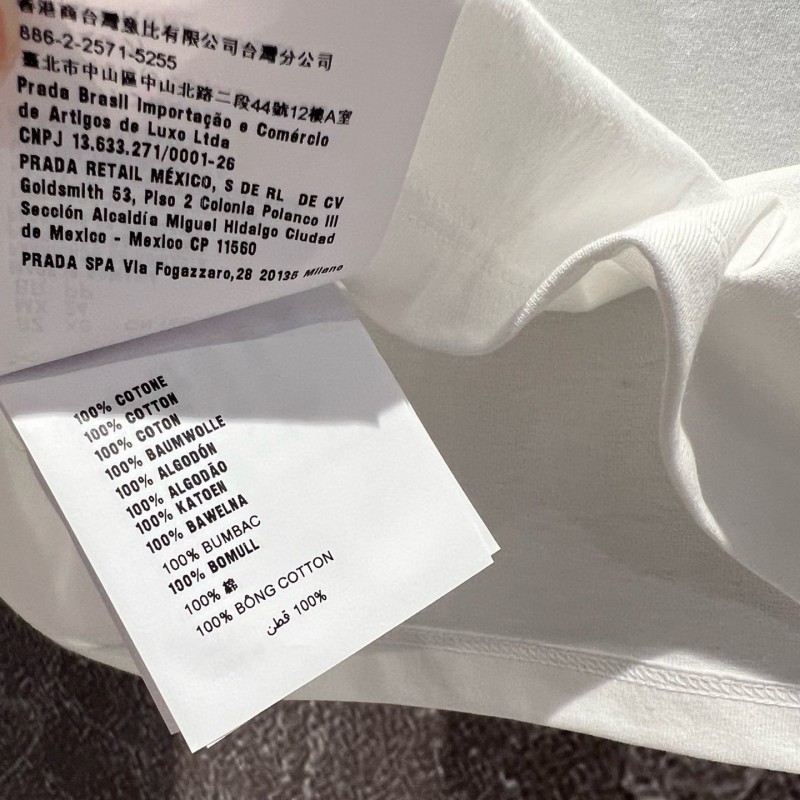 香港商台灣魚比有限公司台灣分公司
886-2-2571-5255
臺北市中山區中山北路二段44號12樓A室
Prada Brasil Importação e Comércio
de Artigos de Luxo Ltda
CNPJ 13.633.271/0001-26
PRADA RETAIL MÉXICO, S DE RL DE CV
Goldsmith 53, Piso 2 Colonia Polanco III
Sección Alcaldía Miguel Hidalgo Ciudad
de Mexico - Mexico CP 11560
PRADA SPA Via Fogazzaro,28 20135 Milano
100% COTONE
100% COTTON
100% COTON
100% BAUMWOLLE
100% ALGODÓN
100% ALGODÃO
100% KATOEN
100% BAWELNA
100% BUMBAC
100% BOMULL
100% 綿
100% BÔNG COTTON
100% قطن